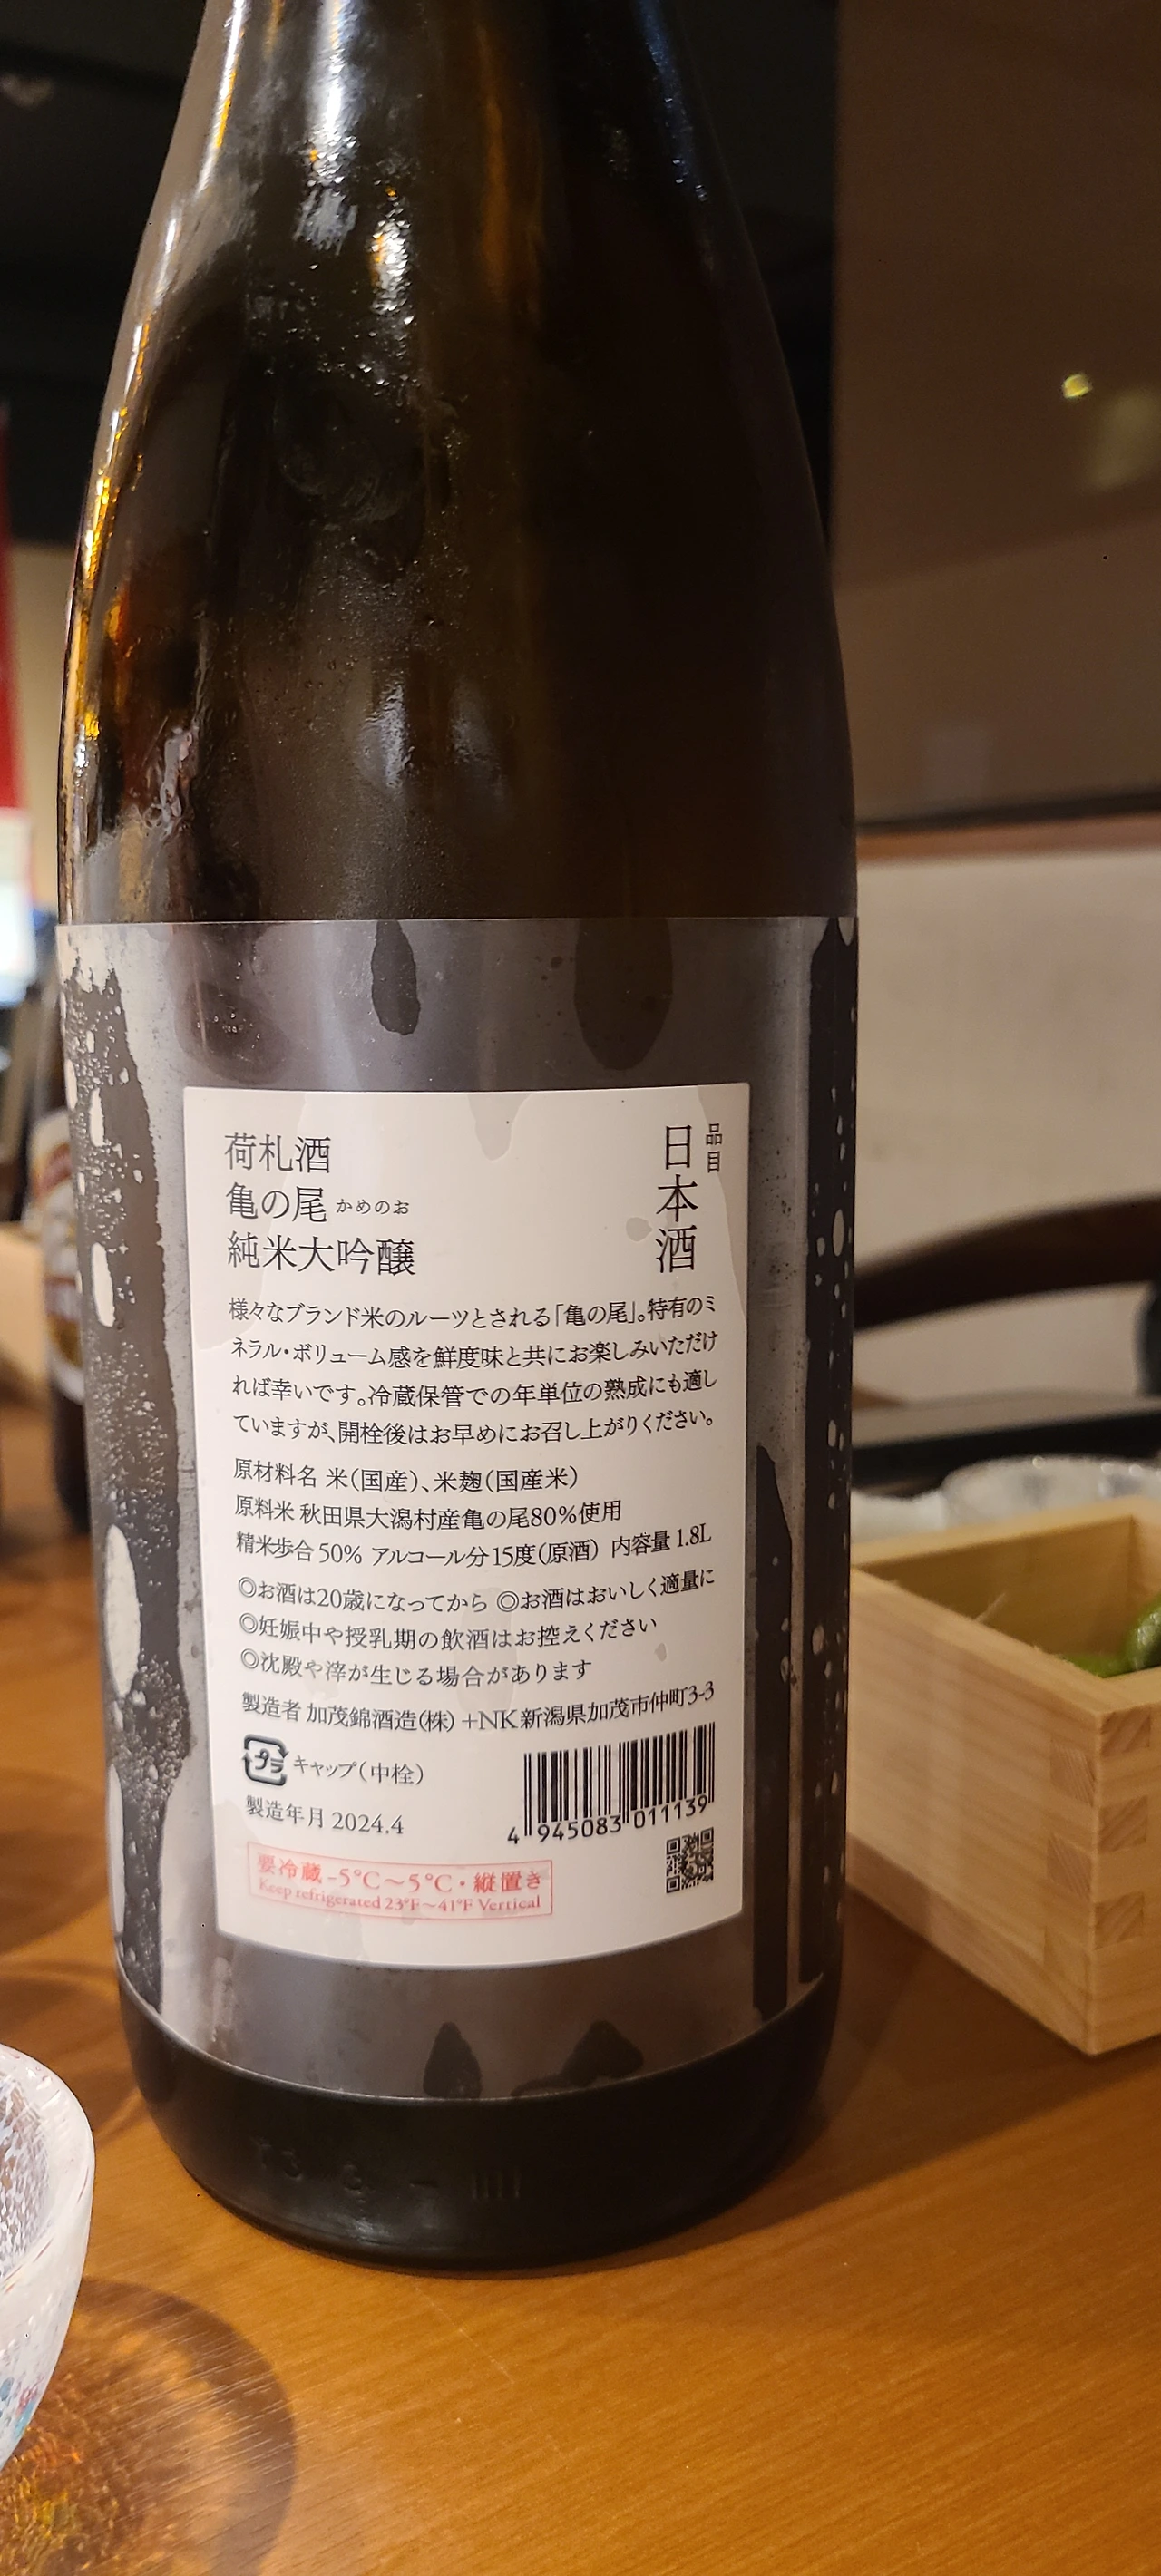 荷札酒
亀の尾 かめのお
純米大吟醸
品目
日本酒
様々なブランド米のルーツとされる「亀の尾」。特有のミ
ネラル・ボリューム感を鮮度味と共にお楽しみいただけ
れば幸いです。冷蔵保管での年単位の熟成にも適し
ていますが、開栓後はお早めにお召し上がりください。
原材料名 米(国産)、米麹(国産米)
原料米 秋田県大潟村産亀の尾80%使用
精米歩合50% アルコール分15度(原酒) 内容量 1.8L
◎お酒は20歳になってから ◎お酒はおいしく適量に
◎妊娠中や授乳期の飲酒はお控えください
◎沈殿や滓が生じる場合があります
製造者 加茂錦酒造(株) +NK 新潟県加茂市仲町3-3
プラ キャップ(中栓)
製造年月 2024.4
4 945083 011139
要冷蔵 -5℃〜5℃・縦置き
Keep refrigerated 23°F〜41°F Vertical